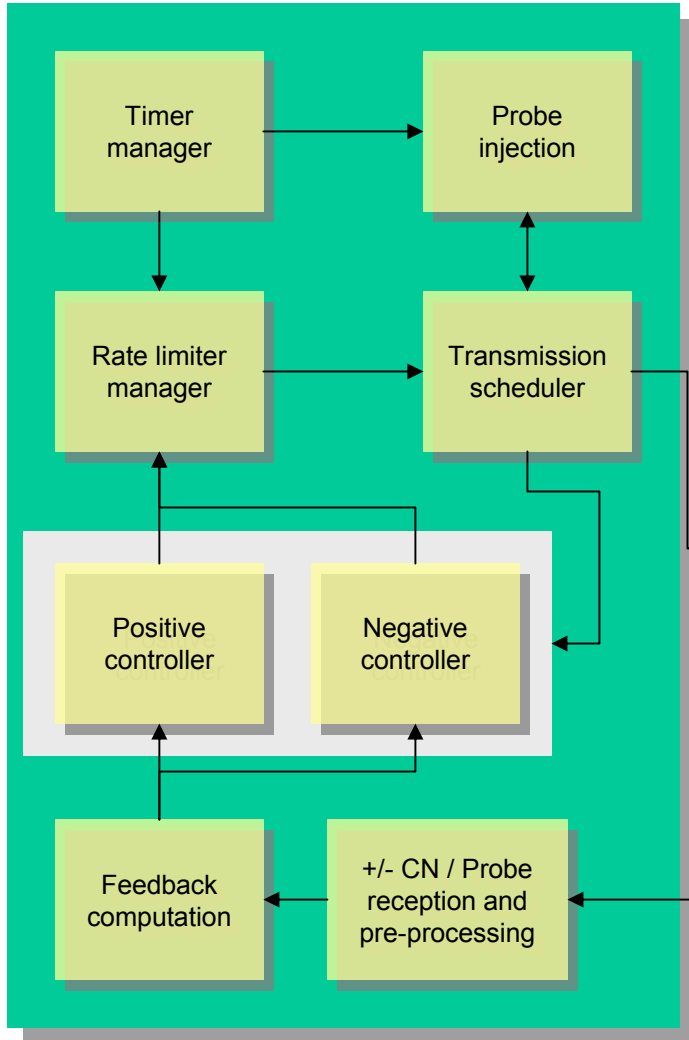 Timer
manager
Probe
injection
Rate limiter
manager
Transmission
scheduler
Positive
controller
Negative
controller
Feedback
computation
+/- CN / Probe
reception and
pre-processing